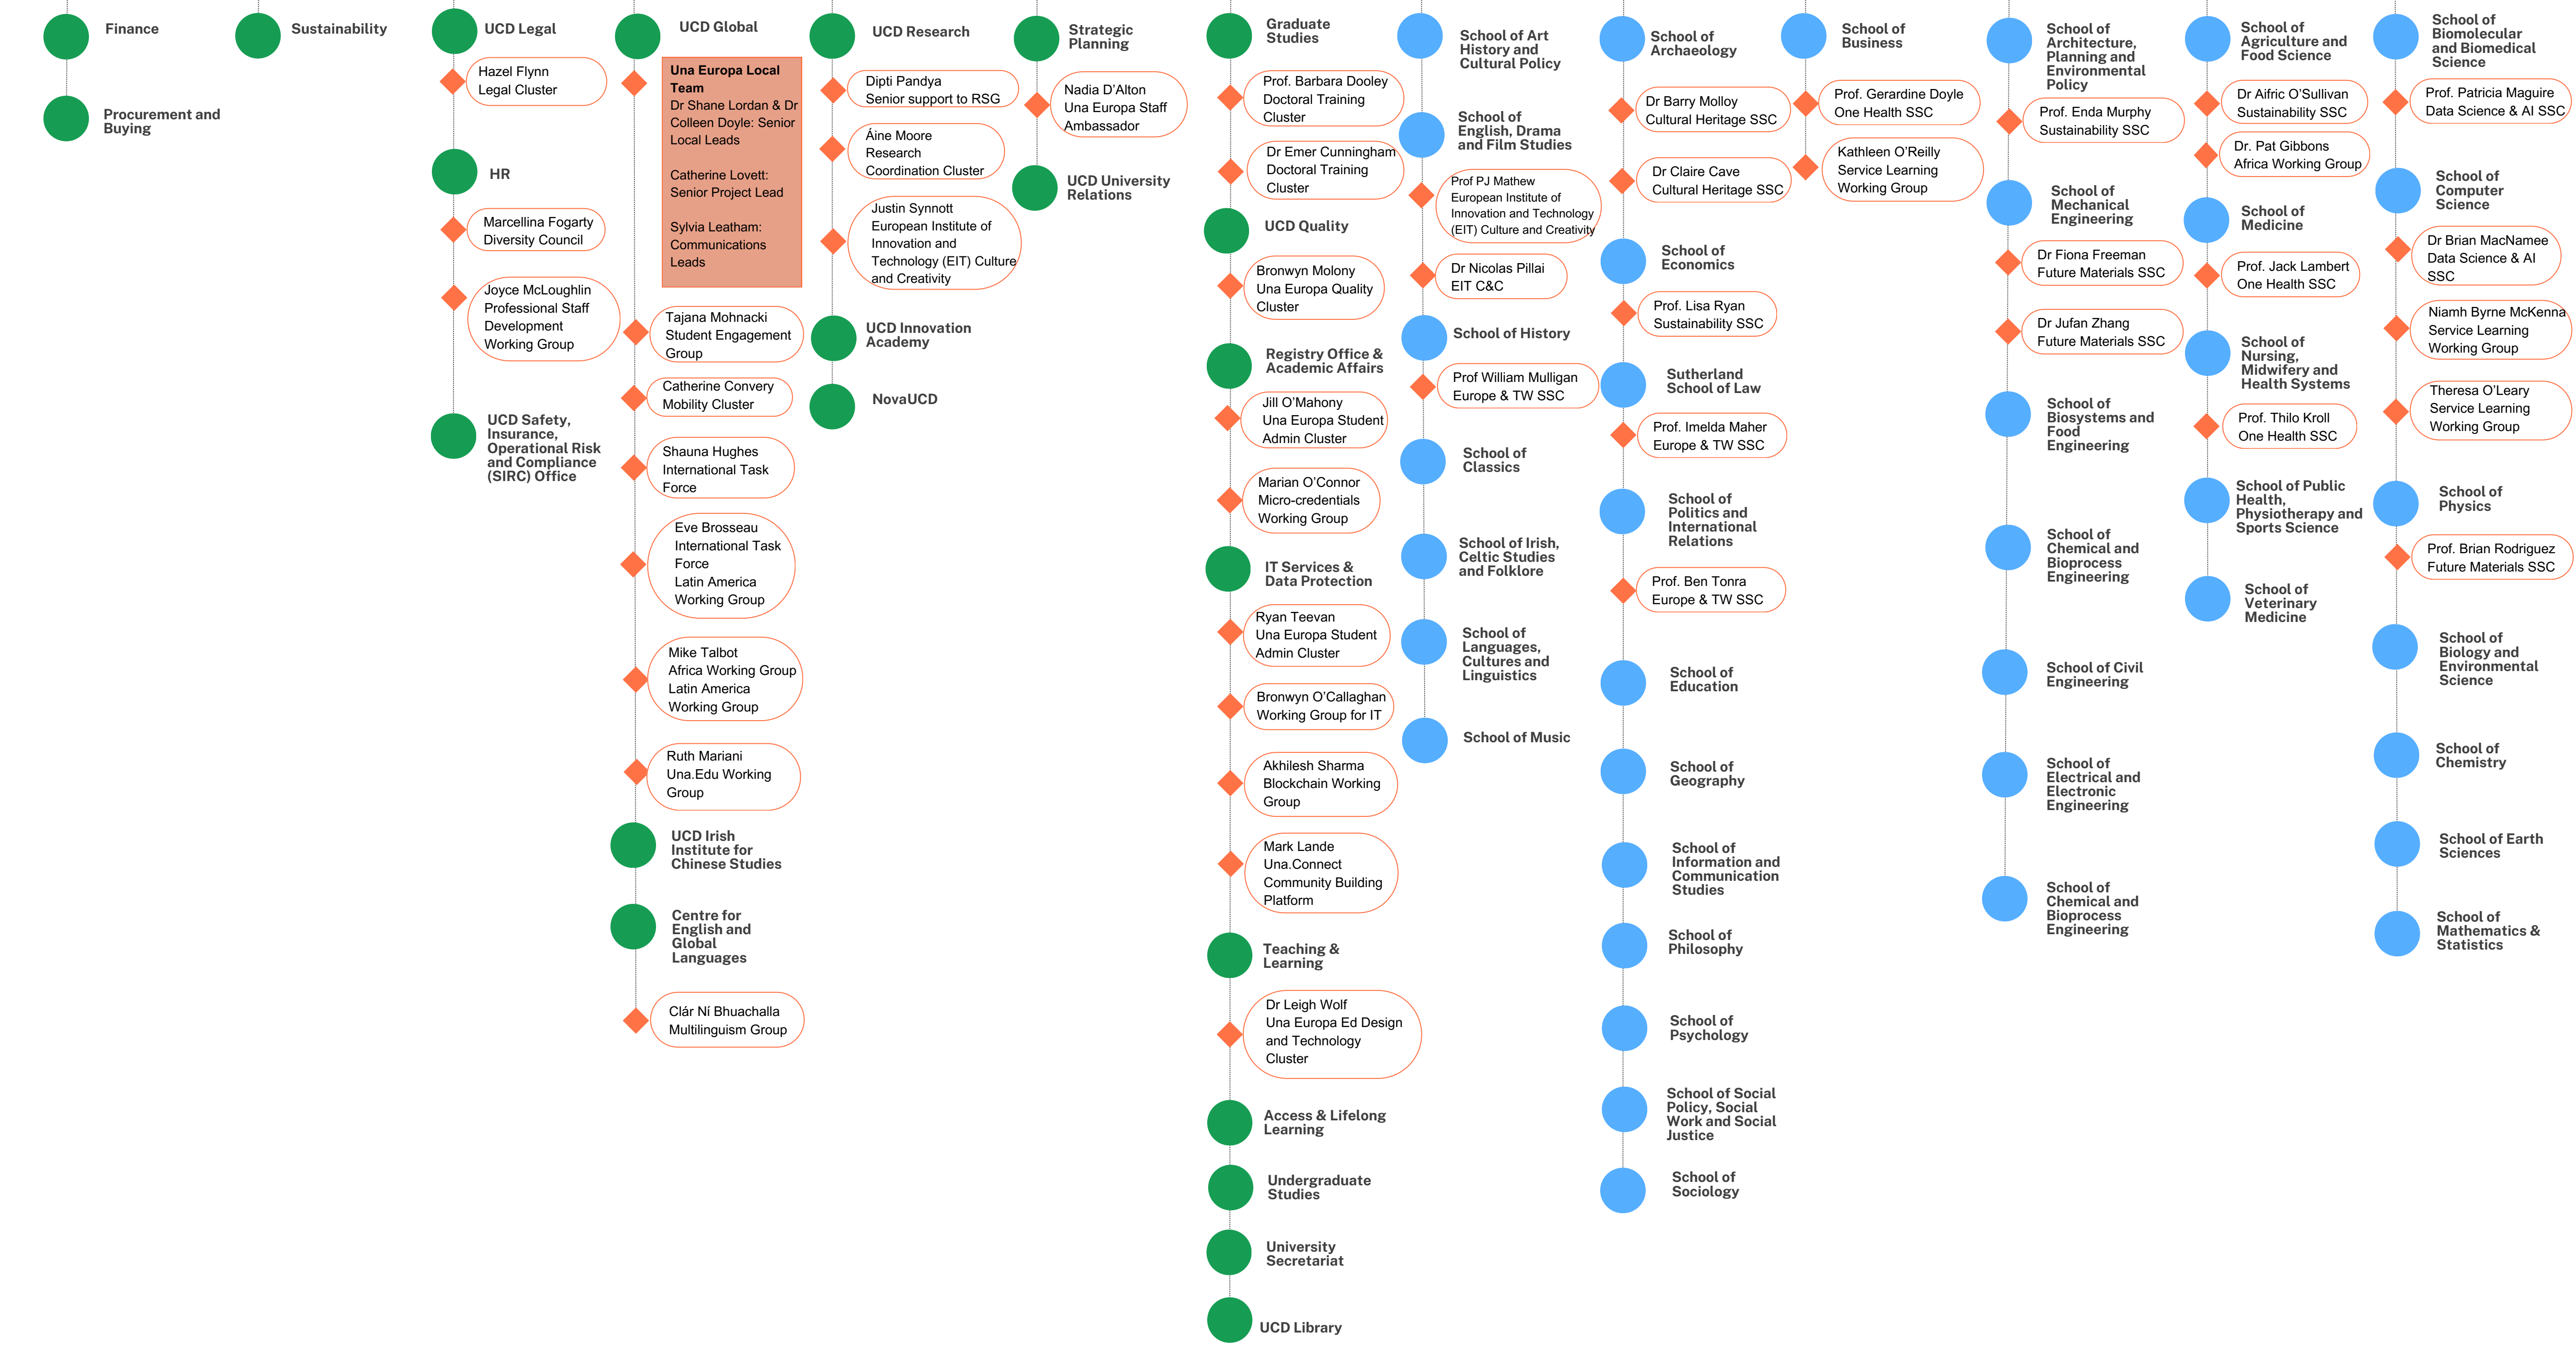 Finance
Procurement and
Buying
Sustainability
UCD Legal
Hazel Flynn
Legal Cluster
HR
Marcellina Fogarty
Diversity Council
Joyce McLoughlin
Professional Staff
Development
Working Group
UCD Safety,
Insurance,
Operational Risk
and Compliance
(SIRC) Office
UCD Global
Una Europa Local
Team
Dr Shane Lordan & Dr
Colleen Doyle: Senior
Local Leads
Catherine Lovett:
Senior Project Lead
Sylvia Leatham:
Communications
Leads
Tajana Mohnacki
Student Engagement
Group
Catherine Convery
Mobility Cluster
Shauna Hughes
International Task
Force
Eve Brosseau
International Task
Force
Latin America
Working Group
Mike Talbot
Africa Working Group
Latin America
Working Group
Ruth Mariani
Una.Edu Working
Group
UCD Irish
Institute for
Chinese Studies
Centre for
English and
Global
Languages
Clár Ní Bhuachalla
Multilinguism Group
UCD Research
Dipti Pandya
Senior support to RSG
Áine Moore
Research
Coordination Cluster
Justin Synnott
European Institute of
Innovation and
Technology (EIT) Culture
and Creativity
UCD Innovation
Academy
NovaUCD
Strategic
Planning
Nadia D'Alton
Una Europa Staff
Ambassador
UCD University
Relations
Graduate
Studies
Prof. Barbara Dooley
Doctoral Training
Cluster
Dr Emer Cunningham
Doctoral Training
Cluster
UCD Quality
Bronwyn Molony
Una Europa Quality
Cluster
Registry Office &
Academic Affairs
Jill O'Mahony
Una Europa Student
Admin Cluster
Marian O'Connor
Micro-credentials
Working Group
IT Services &
Data Protection
Ryan Teevan
Una Europa Student
Admin Cluster
Bronwyn O'Callaghan
Working Group for IT
Akhilesh Sharma
Blockchain Working
Group
Mark Lande
Una.Connect
Community Building
Platform
Teaching &
Learning
Dr Leigh Wolf
Una Europa Ed Design
and Technology
Cluster
Access & Lifelong
Learning
Undergraduate
Studies
University
Secretariat
UCD Library
School of Art
History and
Cultural Policy
School of
English, Drama
and Film Studies
Prof PJ Mathew
European Institute of
Innovation and Technology
(EIT) Culture and Creativity
Dr Nicolas Pillai
EIT C&C
School of History
Prof William Mulligan
Europe & TW SSC
School of
Classics
School of Irish,
Celtic Studies
and Folklore
School of
Languages,
Cultures and
Linguistics
School of Music
School of
Archaeology
Dr Barry Molloy
Cultural Heritage SSC
Dr Claire Cave
Cultural Heritage SSC
School of
Economics
Prof. Lisa Ryan
Sustainability SSC
Sutherland
School of Law
Prof. Imelda Maher
Europe & TW SSC
School of
Politics and
International
Relations
Prof. Ben Tonra
Europe & TW SSC
School of
Education
School of
Geography
School of
Information and
Communication
Studies
School of
Philosophy
School of
Psychology
School of Social
Policy, Social
Work and Social
Justice
School of
Sociology
School of
Business
Prof. Gerardine Doyle
One Health SSC
Kathleen O'Reilly
Service Learning
Working Group
School of
Architecture,
Planning and
Environmental
Policy
Prof. Enda Murphy
Sustainability SSC
School of
Mechanical
Engineering
Dr Fiona Freeman
Future Materials SSC
Dr Jufan Zhang
Future Materials SSC
School of
Biosystems and
Food
Engineering
School of
Chemical and
Bioprocess
Engineering
School of Civil
Engineering
School of
Electrical and
Electronic
Engineering
School of
Chemical and
Bioprocess
Engineering
School of
Agriculture and
Food Science
Dr Aifric O'Sullivan
Sustainability SSC
Dr. Pat Gibbons
Africa Working Group
School of
Medicine
Prof. Jack Lambert
One Health SSC
School of
Nursing,
Midwifery and
Health Systems
Prof. Thilo Kroll
One Health SSC
School of Public
Health,
Physiotherapy and
Sports Science
School of
Veterinary
Medicine
School of
Biomolecular
and Biomedical
Science
Prof. Patricia Maguire
Data Science & AI SSC
School of
Computer
Science
Dr Brian MacNamee
Data Science & AI
SSC
Niamh Byrne McKenna
Service Learning
Working Group
Theresa O'Leary
Service Learning
Working Group
School of
Physics
Prof. Brian Rodriguez
Future Materials SSC
School of
Biology and
Environmental
Science
School of
Chemistry
School of Earth
Sciences
School of
Mathematics &
Statistics